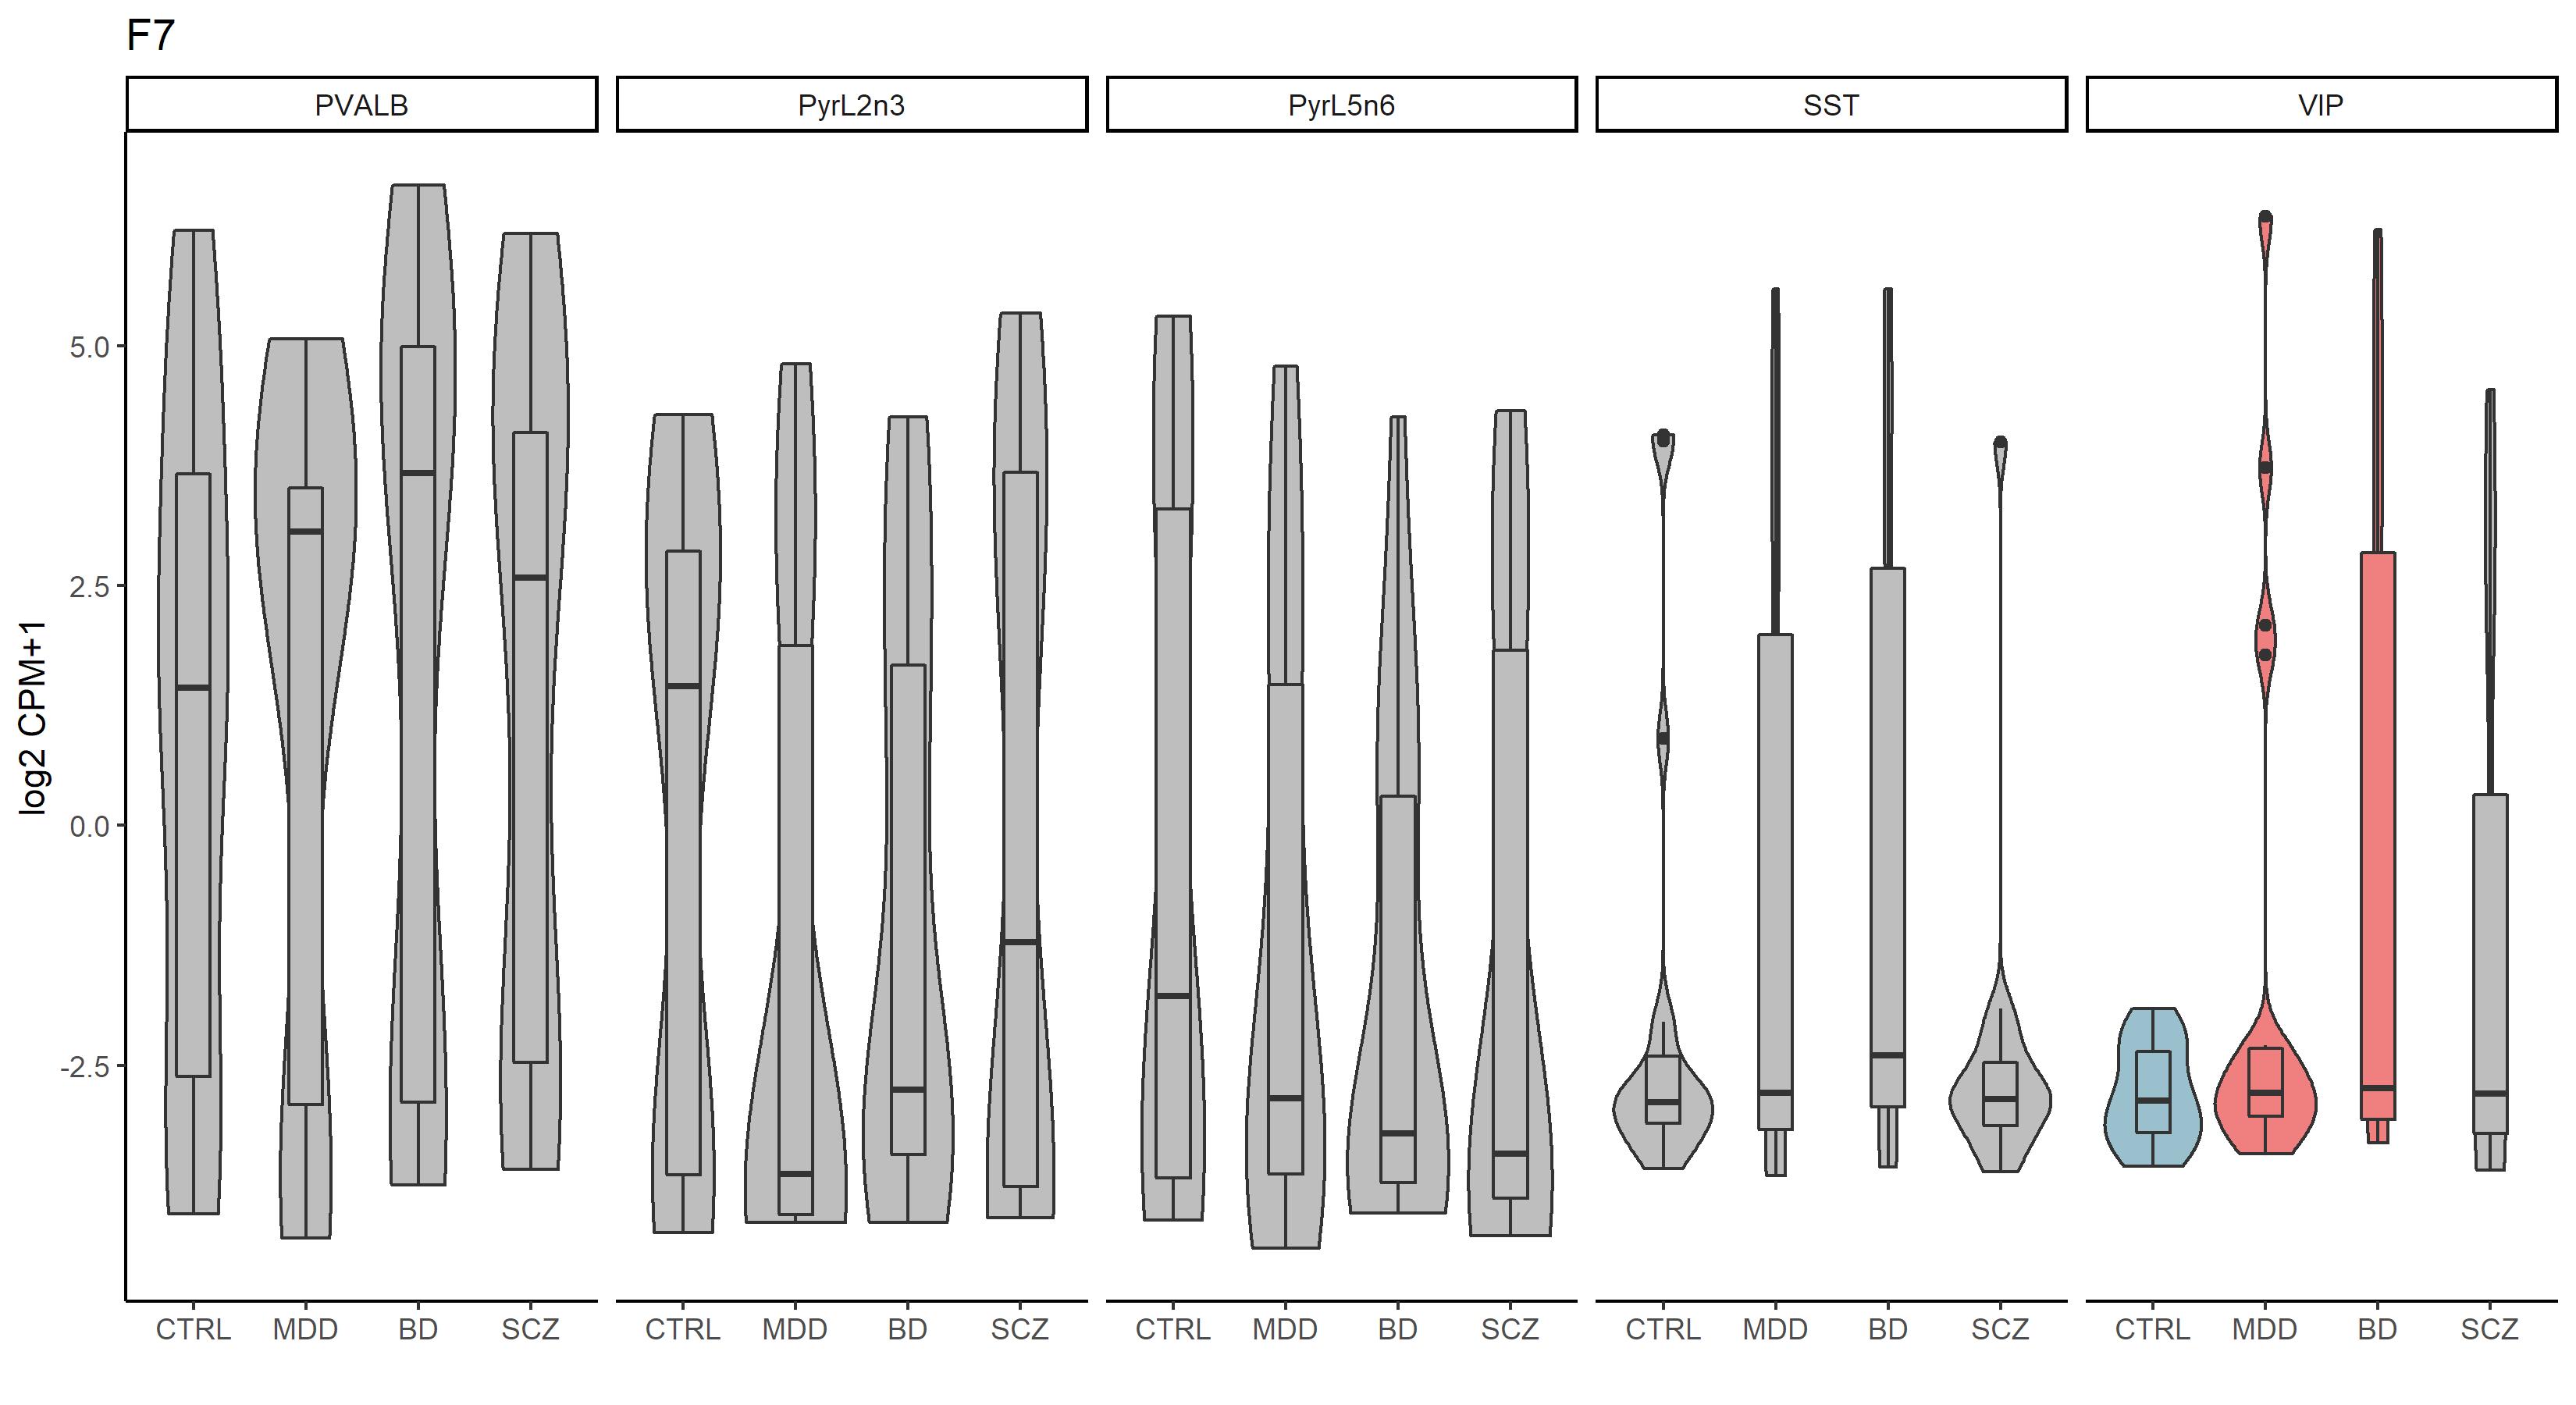 F7
PVALB PyrL2n3 PyrL5n6 SST VIP
log2 CPM+1
5.0
2.5
0.0
-2.5
CTRL MDD BD SCZ CTRL MDD BD SCZ CTRL MDD BD SCZ CTRL MDD BD SCZ CTRL MDD BD SCZ